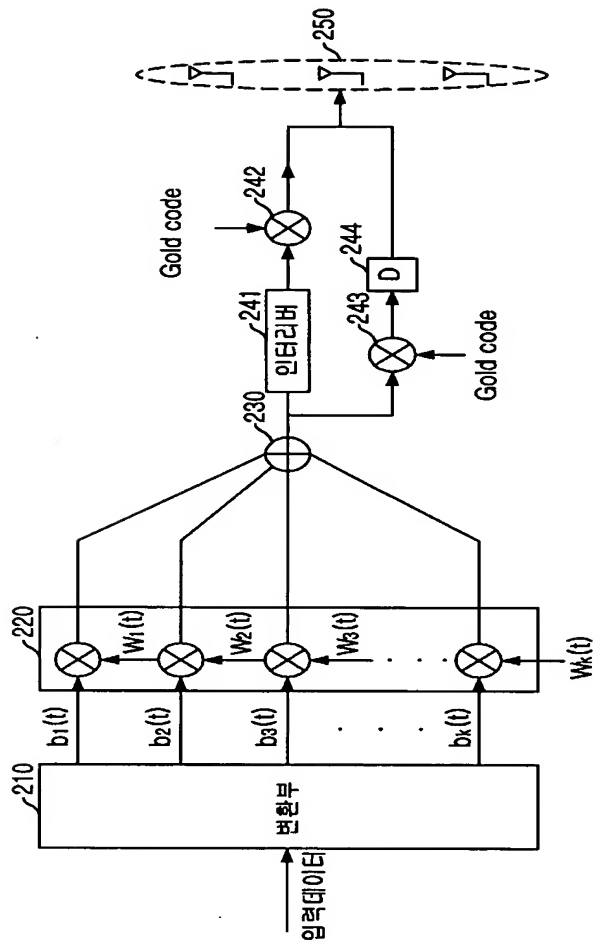 입력데이터
210
변환부
b1(t)
b2(t)
b3(t)
. . . .
bk(t)
220
W1(t)
W2(t)
W3(t)
. . . .
Wk(t)
230
인터리버
241
Gold code
242
243
Gold code
D
244
250